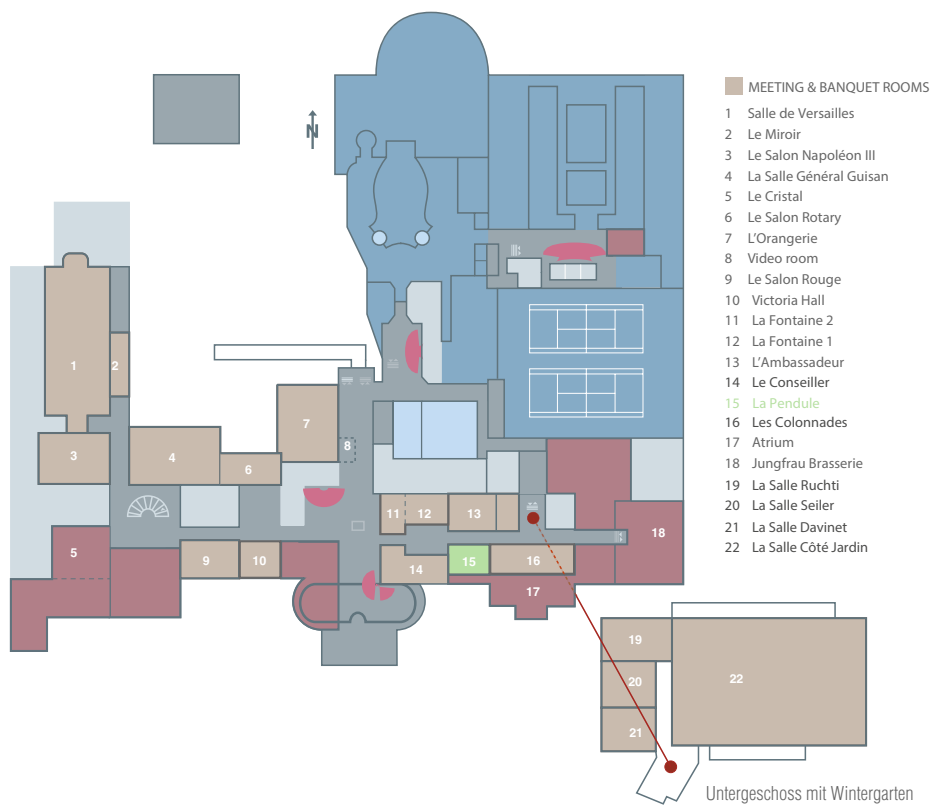 N
MEETING & BANQUET ROOMS
1 Salle de Versailles
2 Le Miroir
3 Le Salon Napoléon III
4 La Salle Général Guisan
5 Le Cristal
6 Le Salon Rotary
7 L'Orangerie
8 Video room
9 Le Salon Rouge
10 Victoria Hall
11 La Fontaine 2
12 La Fontaine 1
13 L'Ambassadeur
14 Le Conseiller
15 La Pendule
16 Les Colonnades
17 Atrium
18 Jungfrau Brasserie
19 La Salle Ruchti
20 La Salle Seiler
21 La Salle Davinet
22 La Salle Côté Jardin
1
2
3
4
6
7
8
5
9
10
11
12
13
14
15
16
17
18
19
20
21
22
Untergeschoss mit Wintergarten